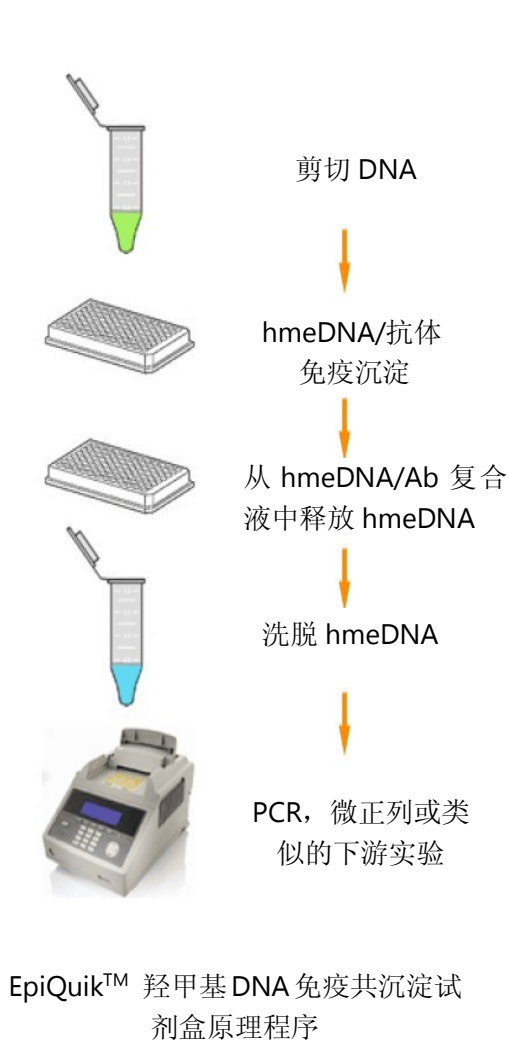 剪切 DNA
hmeDNA/抗体
免疫沉淀
从 hmeDNA/Ab 复合
液中释放 hmeDNA
洗脱 hmeDNA
PCR，微正列或类
似的下游实验
EpiQuik™ 羟甲基DNA免疫共沉淀试
剂盒原理程序